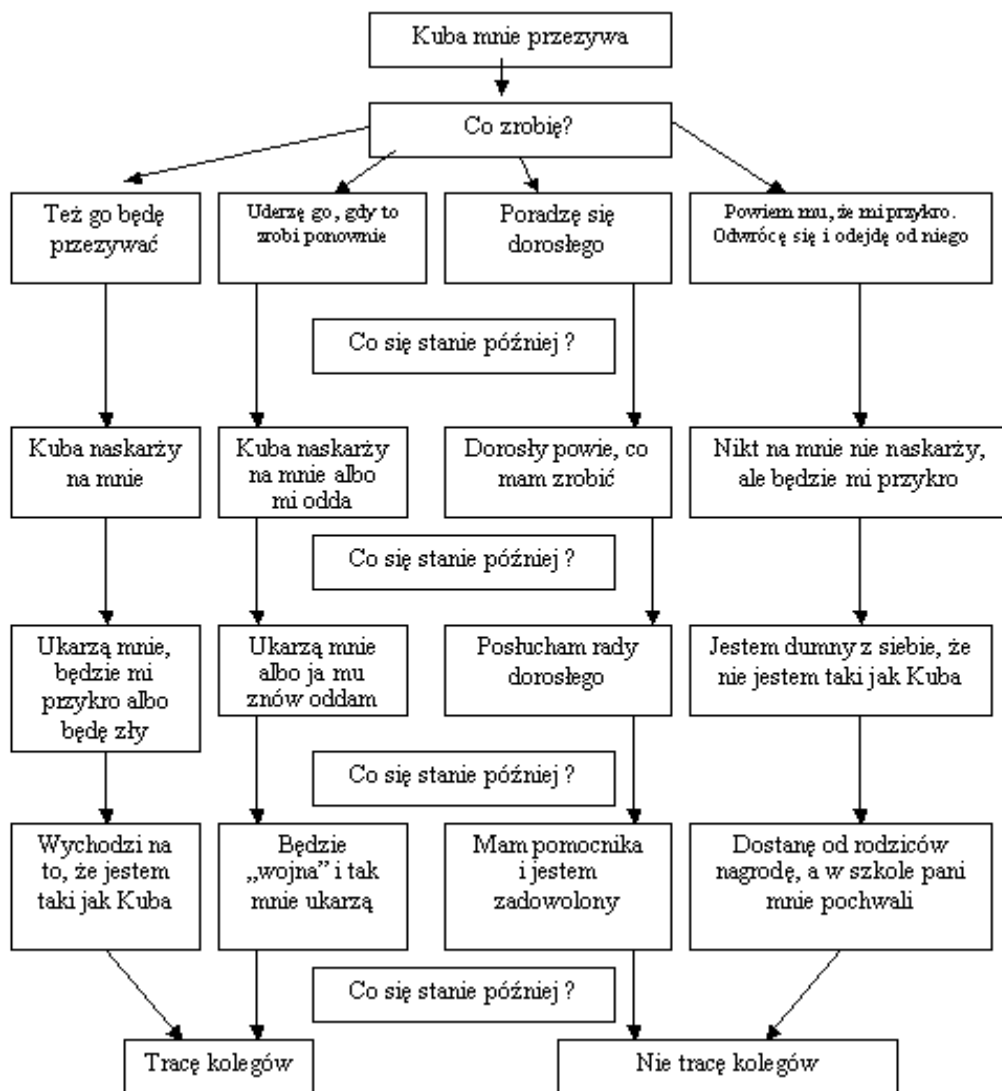 Kuba mnie przezywa
Co zrobię?
Też go będę
przezywać
Uderzę go, gdy to
zrobi ponownie
Poradzę się
dorosłego
Powiem mu, że mi przykro.
Odwrócę się i odejdę od niego
Co się stanie później ?
Kuba naskarży
na mnie
Kuba naskarży
na mnie albo
mi odda
Dorosły powie, co
mam zrobić
Nikt na mnie nie naskarży,
ale będzie mi przykro
Co się stanie później ?
Ukarzą mnie,
będzie mi
przykro albo
będę zły
Ukarzą mnie
albo ja mu
znów oddam
Posłucham rady
dorosłego
Jestem dumny z siebie, że
nie jestem taki jak Kuba
Co się stanie później ?
Wychodzi na
to, że jestem
taki jak Kuba
Będzie
„wojna” i tak
mnie ukarzą
Mam pomocnika
i jestem
zadowolony
Dostanę od rodziców
nagrodę, a w szkole pani
mnie pochwali
Co się stanie później ?
Tracę kolegów
Nie tracę kolegów